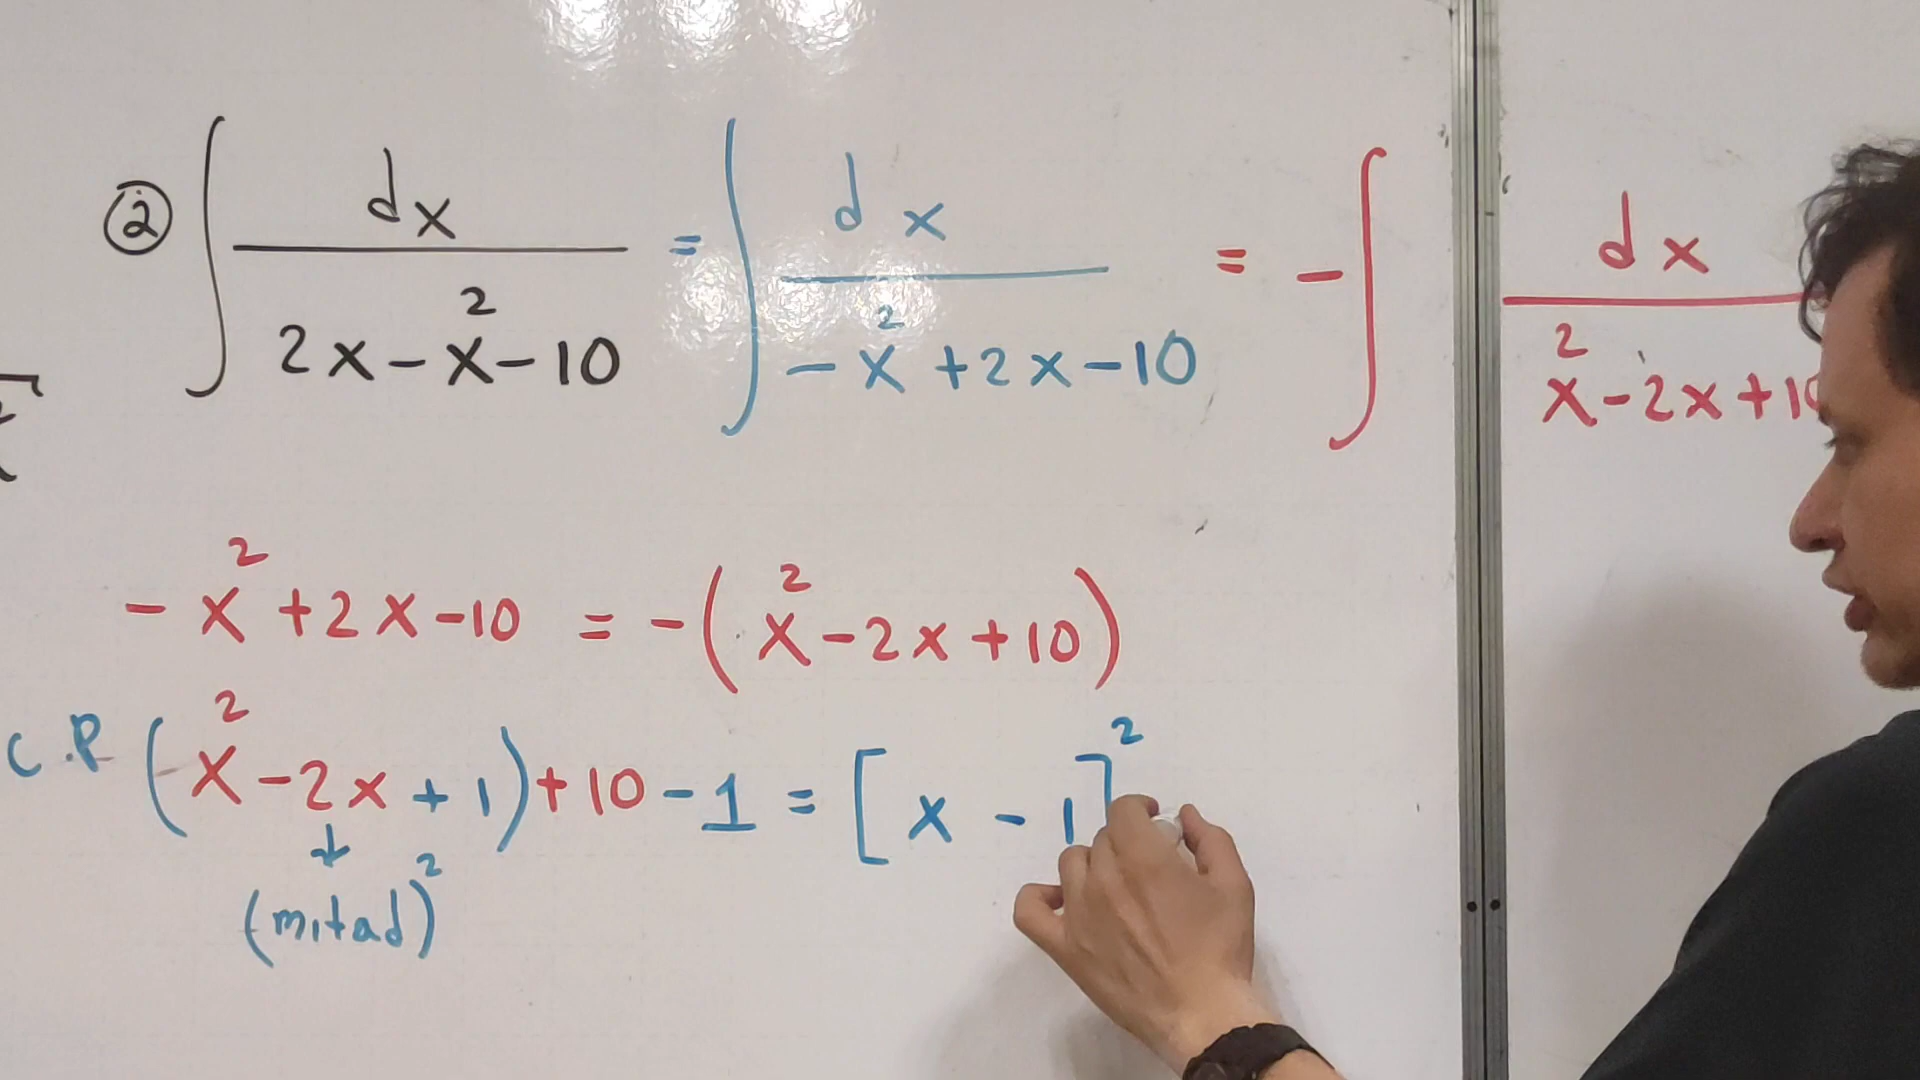 ② ∫ dx / (2x - x² - 10) = ∫ dx / (-x² + 2x - 10) = - ∫ dx / (x² - 2x + 10
- x² + 2x - 10 = - (x² - 2x + 10)
C.P (x² - 2x + 1) + 10 - 1 = [x - 1]²
↓
(mitad)²